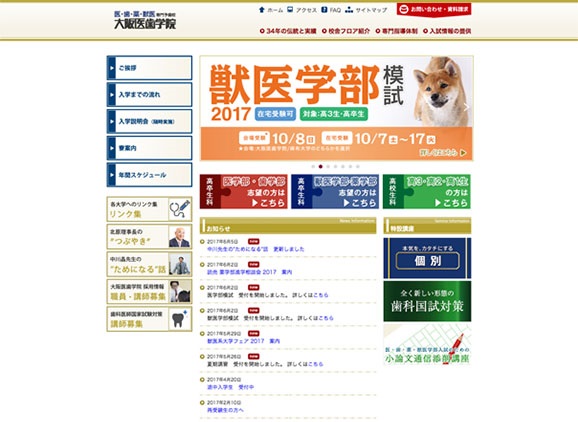 医・歯・薬・獣医専門予備校
大阪医歯学院
ホーム アクセス FAQ サイトマップ
お問い合わせ・資料請求
34年の伝統と実績 校舎フロア紹介 専門指導体制 入試情報の提供
ご挨拶
入学までの流れ
入学説明会（随時実施）
寮案内
年間スケジュール
獣医学部模試
2017 在宅受験可 対象:高3生・高卒生
会場受験 10/8日 在宅受験 10/7土〜17火
詳しくはこちら
高卒生科 医学部・歯学部 志望の方は こちら
高卒生科 獣医学部・薬学部 志望の方は こちら
高校生科 高3・高2・高1生 の方は こちら
各大学へのリンク集
リンク集
北原理事長の
“つぶやき”
中川晶先生の
“ためになる”話
大阪医歯学院 採用情報
職員・講師募集
歯科医師国家試験対策
講師募集
お知らせ
News Information
2017年6月5日 new
中川先生の“ためになる”話 更新しました
2017年6月2日 new
読売 薬学部進学相談会 2017 案内
2017年6月2日 new
医学部模試 受付を開始しました。 詳しくはこちら
2017年6月2日 new
獣医学部模試 受付を開始しました。 詳しくはこちら
2017年5月29日 new
獣医系大学フェア 2017 案内
2017年5月26日 new
夏期講習 受付を開始しました。 詳しくはこちら
2017年4月20日
途中入学生 受付中
2017年2月10日
再受験生の方へ
特設講座
Seminar Information
本気を、カタチにする
個別
全く新しい形態の
歯科国試対策
医・歯・薬・獣医学部入試のための
小論文通信添削講座